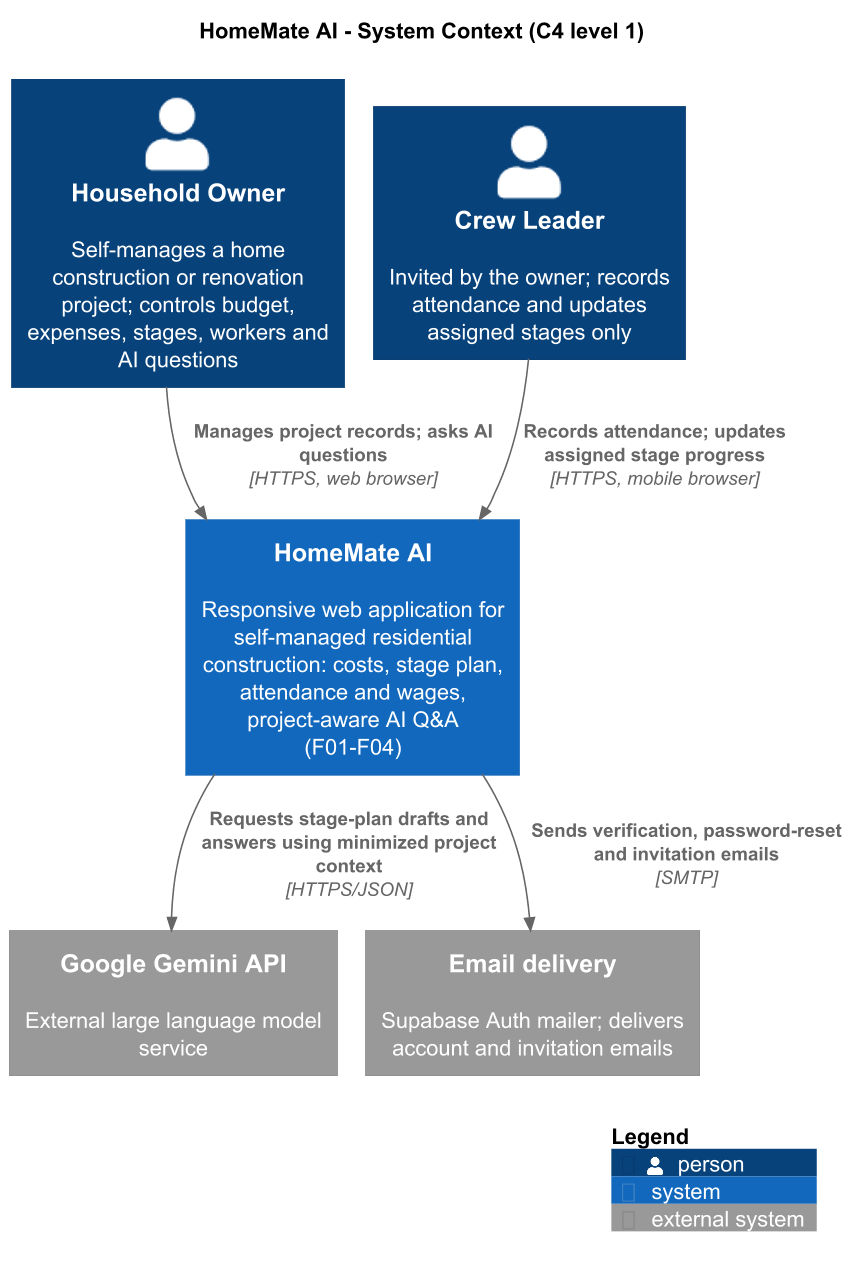 HomeMate AI - System Context (C4 level 1)
Household Owner
Self-manages a home
construction or renovation
project; controls budget,
expenses, stages, workers and
AI questions
Crew Leader
Invited by the owner; records
attendance and updates
assigned stages only
Manages project records; asks AI
questions
[HTTPS, web browser]
Records attendance; updates
assigned stage progress
[HTTPS, mobile browser]
HomeMate AI
Responsive web application for
self-managed residential
construction: costs, stage plan,
attendance and wages,
project-aware AI Q&A
(F01-F04)
Requests stage-plan drafts and
answers using minimized project
context
[HTTPS/JSON]
Sends verification, password-reset
and invitation emails
[SMTP]
Google Gemini API
External large language model
service
Email delivery
Supabase Auth mailer; delivers
account and invitation emails
Legend
person
system
external system